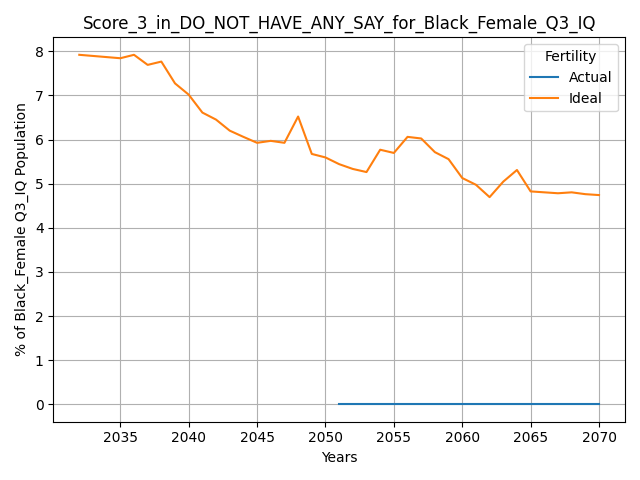 Score_3_in_DO_NOT_HAVE_ANY_SAY_for_Black_Female_Q3_IQ
% of Black_Female Q3_IQ Population
8
7
6
5
4
3
2
1
0
Fertility
Actual
Ideal
2035 2040 2045 2050 2055 2060 2065 2070
Years